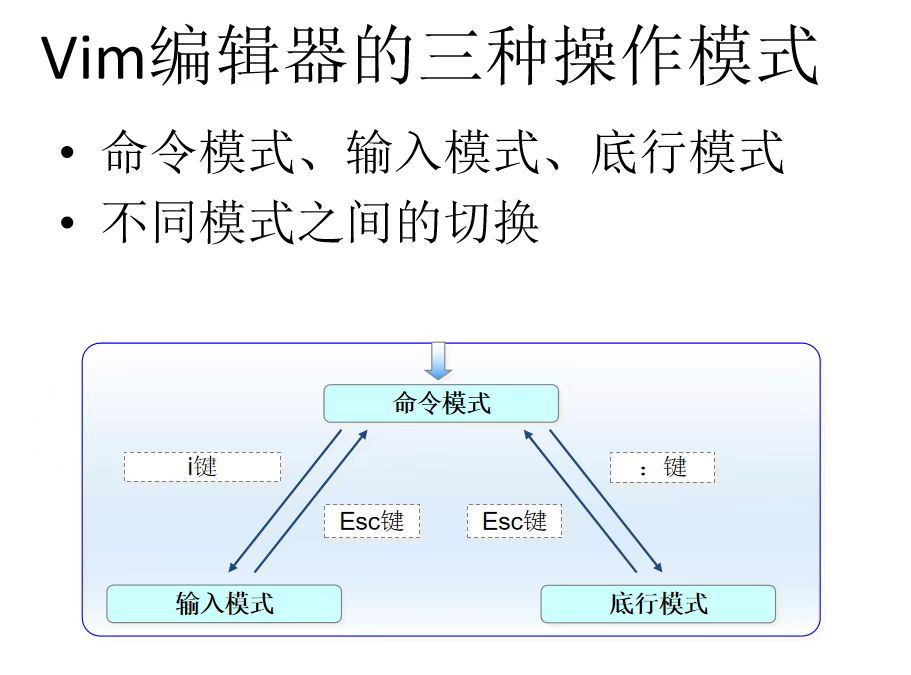 Vim编辑器的三种操作模式
• 命令模式、输入模式、底行模式
• 不同模式之间的切换
命令模式
i键
：键
Esc键
Esc键
输入模式
底行模式